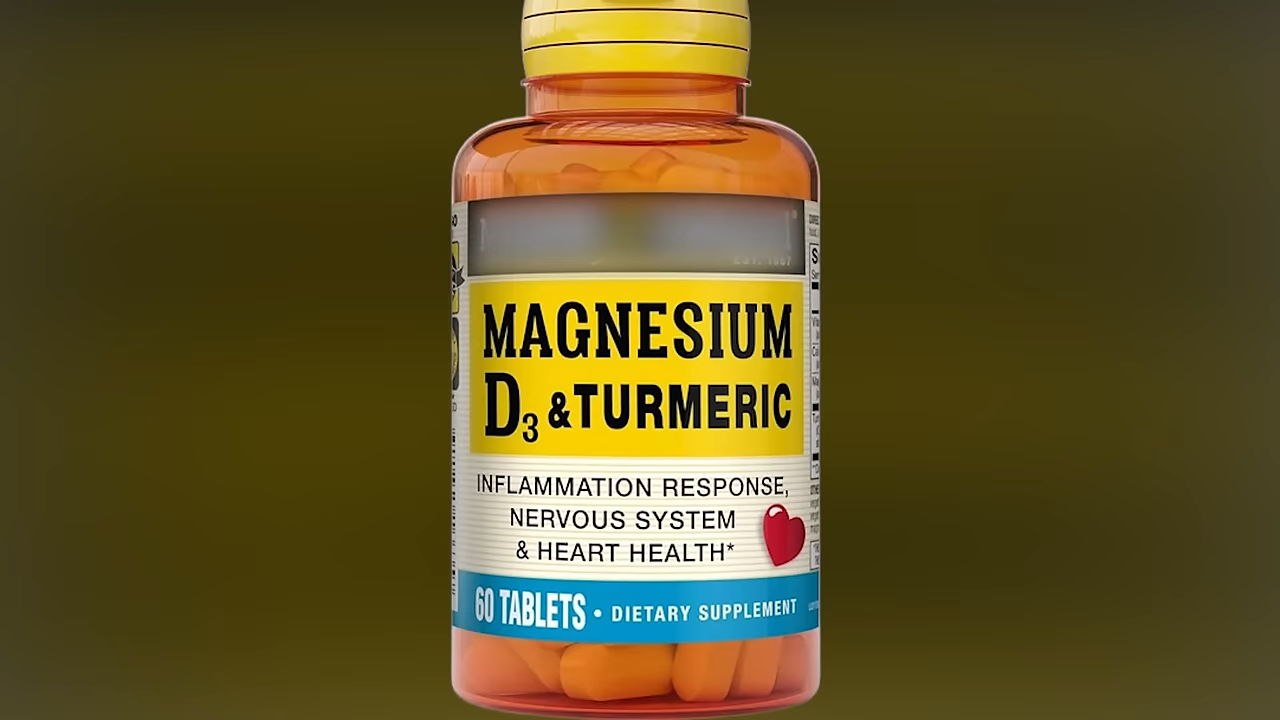 MAGNESIUM
D3 & TURMERIC
INFLAMMATION RESPONSE,
NERVOUS SYSTEM
& HEART HEALTH*
60 TABLETS • DIETARY SUPPLEMENT